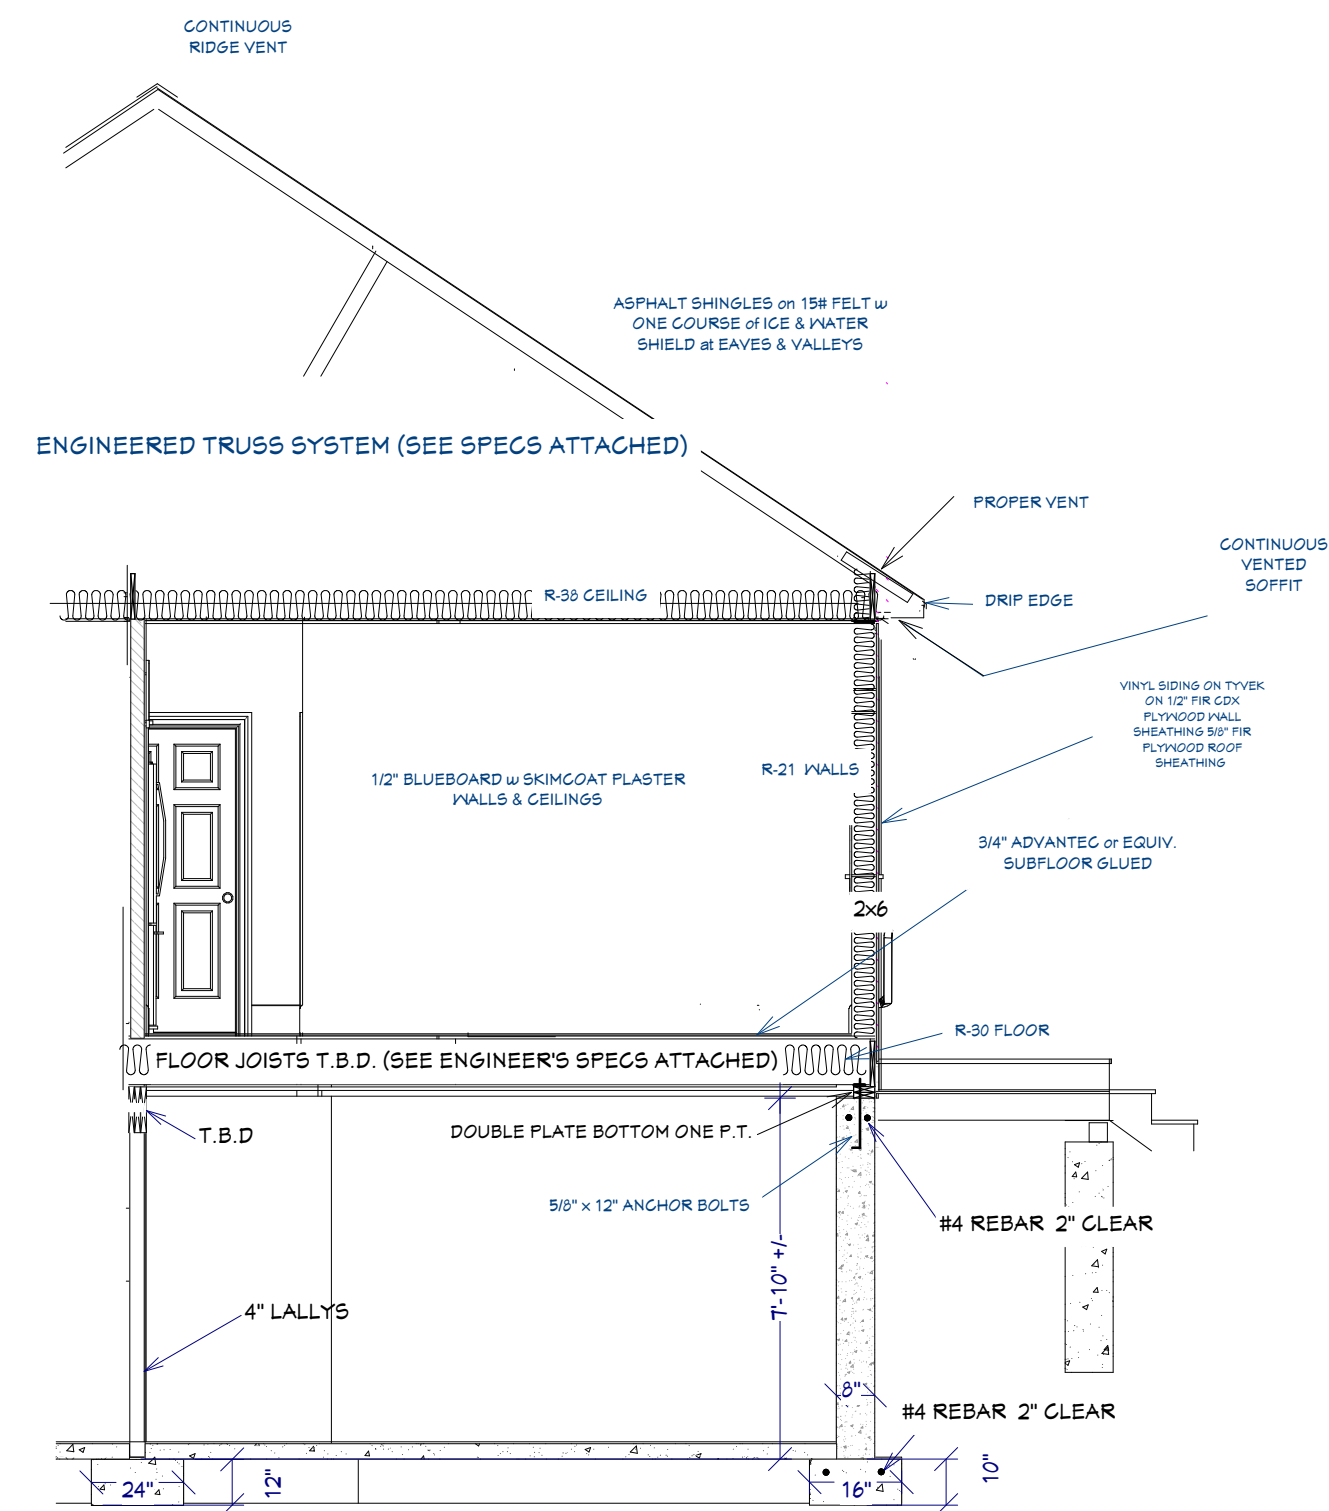 CONTINUOUS
RIDGE VENT
ASPHALT SHINGLES on 15# FELT w
ONE COURSE of ICE & WATER
SHIELD at EAVES & VALLEYS
ENGINEERED TRUSS SYSTEM (SEE SPECS ATTACHED)
PROPER VENT
CONTINUOUS
VENTED
SOFFIT
R-38 CEILING
DRIP EDGE
VINYL SIDING ON TYVEK
ON 1/2" FIR CDX
PLYWOOD WALL
SHEATHING 5/8" FIR
PLYWOOD ROOF
SHEATHING
R-21 WALLS
1/2" BLUEBOARD w SKIMCOAT PLASTER
WALLS & CEILINGS
3/4" ADVANTEC or EQUIV.
SUBFLOOR GLUED
2x6
R-30 FLOOR
FLOOR JOISTS T.B.D. (SEE ENGINEER'S SPECS ATTACHED)
T.B.D
DOUBLE PLATE BOTTOM ONE P.T.
5/8" x 12" ANCHOR BOLTS
#4 REBAR 2" CLEAR
7'-10" +/-
4" LALLYS
8"
#4 REBAR 2" CLEAR
24"
12"
16"
10"